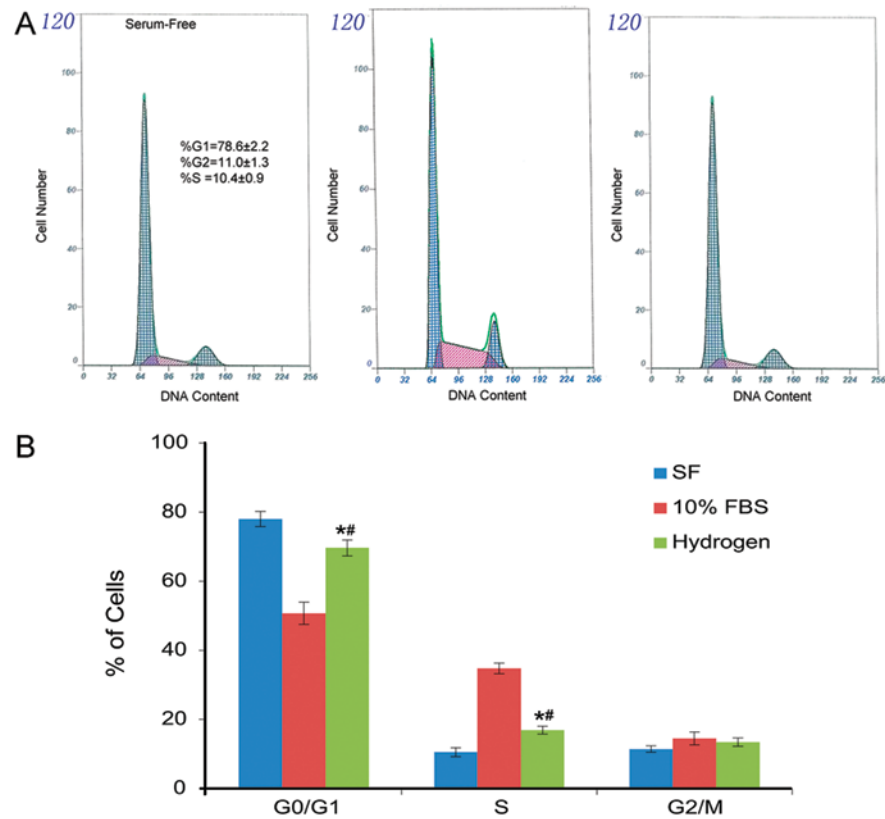 A
120
Serum-Free
%G1=78.6±2.2
%G2=11.0±1.3
%S =10.4±0.9
Cell Number
100
80
60
40
20
0
0 32 64 96 128 160 192 224 256
DNA Content
120
Cell Number
100
80
60
40
20
0
0 32 64 96 128 160 192 224 256
DNA Content
120
Cell Number
100
80
60
40
20
0
0 32 64 96 128 160 192 224 256
DNA Content
B
% of Cells
100
80
60
40
20
0
*#
*#
SF
10% FBS
Hydrogen
G0/G1 S G2/M